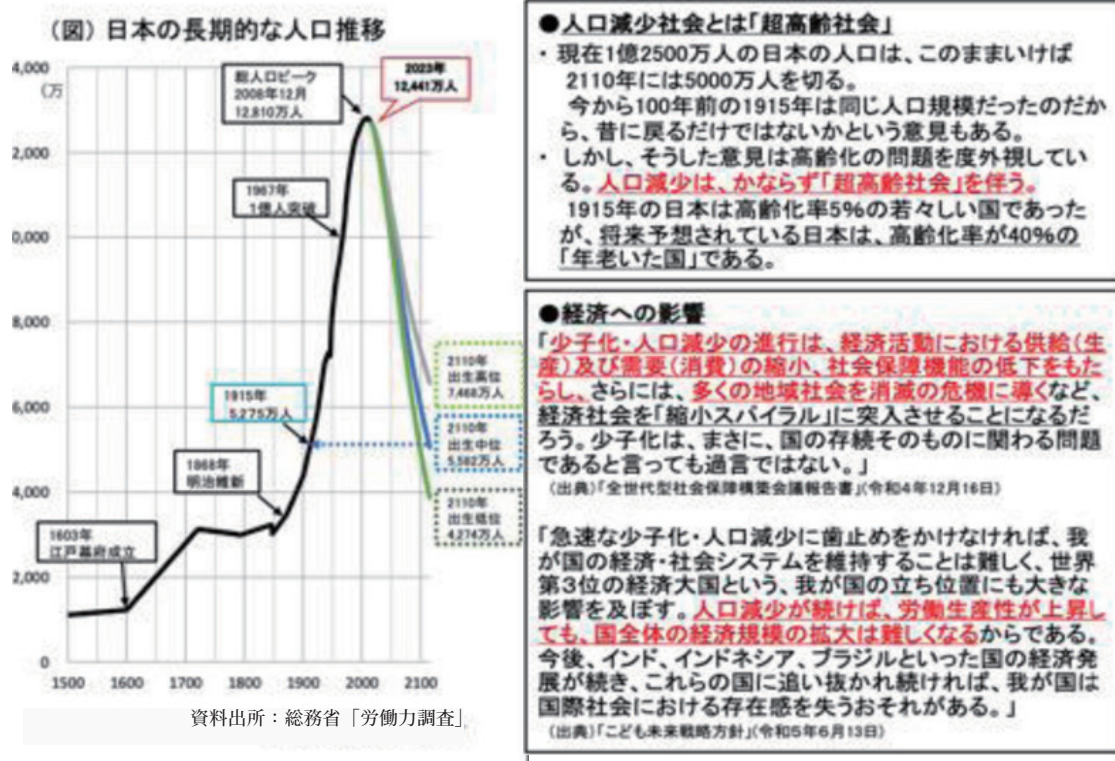 (図) 日本の長期的な人口推移
4,000
(万
2,000
0,000
8,000
6,000
4,000
2,000
0
1500
1600
1700
1800
1900
2000
2100
総人口ピーク
2008年12月
12,810万人
2023年
12,441万人
1967年
1億人突破
1915年
5,275万人
1868年
明治維新
1603年
江戸幕府成立
2110年
出生高位
7,468万人
2110年
出生中位
5,582万人
2110年
出生低位
4,274万人
資料出所：総務省「労働力調査」
●人口減少社会とは「超高齢社会」
・ 現在1億2500万人の日本の人口は、このままいけば
2110年には5000万人を切る。
今から100年前の1915年は同じ人口規模だったのだか
ら、昔に戻るだけではないかという意見もある。
・ しかし、そうした意見は高齢化の問題を度外視してい
る。人口減少は、かならず「超高齢社会」を伴う。
1915年の日本は高齢化率5%の若々しい国であった
が、将来予想されている日本は、高齢化率が40%の
「年老いた国」である。
●経済への影響
「少子化・人口減少の進行は、経済活動における供給(生
産)及び需要(消費)の縮小、社会保障機能の低下をもた
らし、さらには、多くの地域社会を消滅の危機に導くなど、
経済社会を「縮小スパイラル」に突入させることになるだ
ろう。少子化は、まさに、国の存続そのものに関わる問題
であると言っても過言ではない。」
(出典)「全世代型社会保障構築会議報告書」(令和4年12月16日)
「急速な少子化・人口減少に歯止めをかけなければ、我
が国の経済・社会システムを維持することは難しく、世界
第3位の経済大国という、我が国の立ち位置にも大きな
影響を及ぼす。人口減少が続けば、労働生産性が上昇し
ても、国全体の経済規模の拡大は難しくなるからである。
今後、インド、インドネシア、ブラジルといった国の経済発
展が続き、これらの国に追い抜かれ続ければ、我が国は
国際社会における存在感を失うおそれがある。」
(出典)「こども未来戦略方針」(令和5年6月13日)